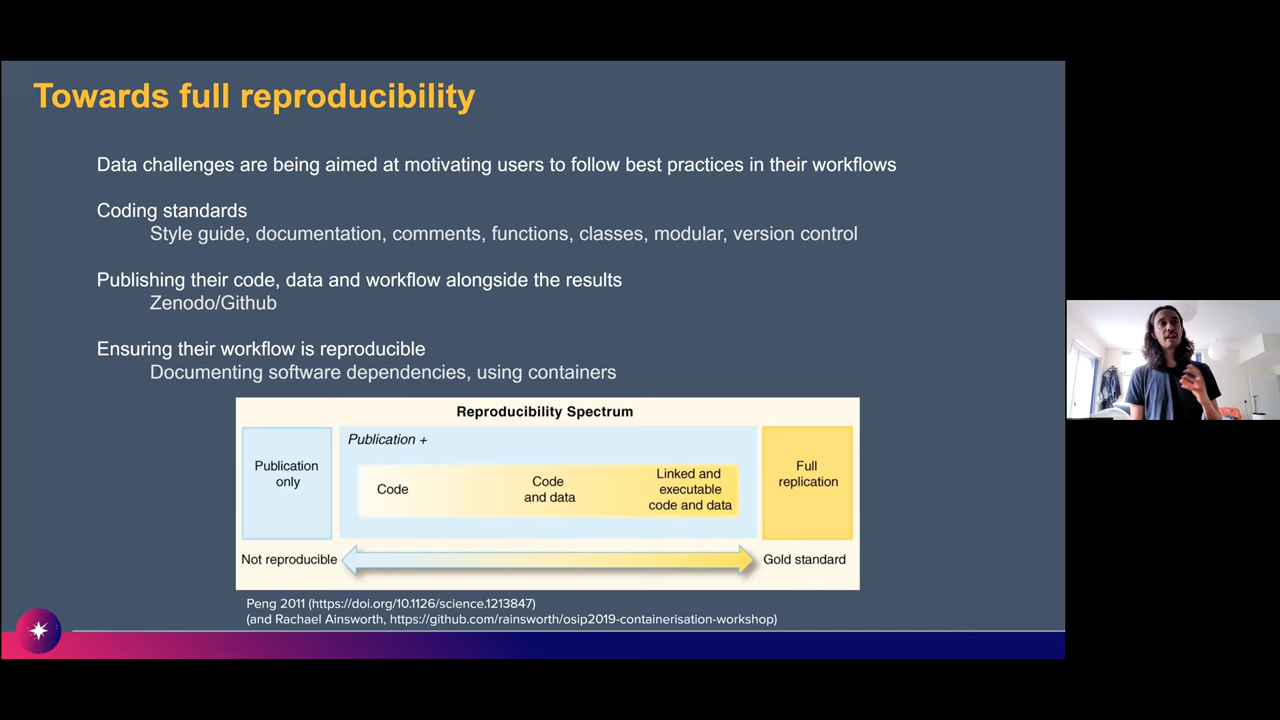 Towards full reproducibility
Data challenges are being aimed at motivating users to follow best practices in their workflows
Coding standards
Style guide, documentation, comments, functions, classes, modular, version control
Publishing their code, data and workflow alongside the results
Zenodo/Github
Ensuring their workflow is reproducible
Documenting software dependencies, using containers
Reproducibility Spectrum
Publication +
Publication
only
Code
Code
and data
Linked and
executable
code and data
Full
replication
Not reproducible
Gold standard
Peng 2011 (https://doi.org/10.1126/science.1213847)
(and Rachael Ainsworth, https://github.com/rainsworth/osip2019-containerisation-workshop)